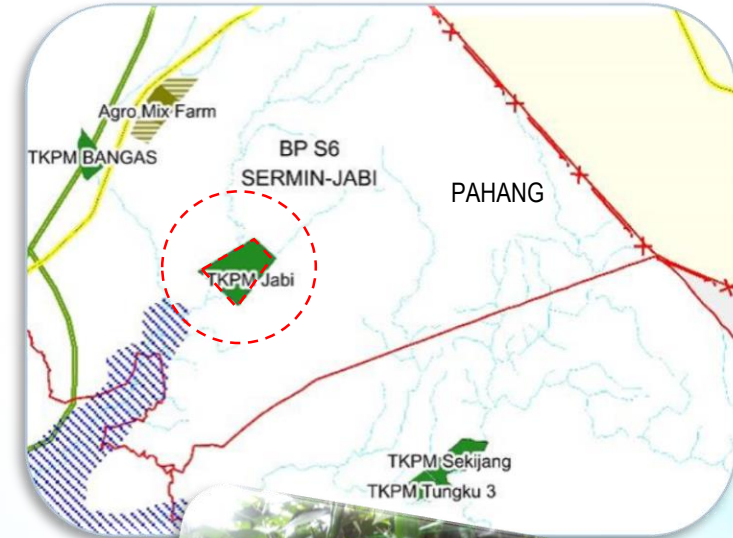 Agro Mix Farm
TKPM BANGAS
BP S6
SERMIN-JABI
PAHANG
TKPM Jabi
TKPM Sekijang
TKPM Tungku 3